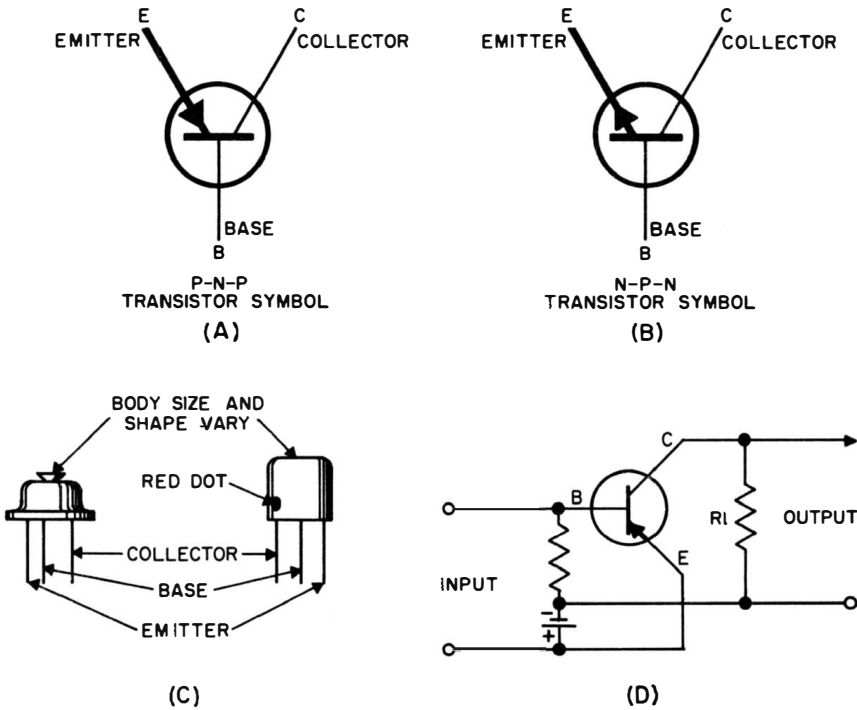 E
EMITTER
C
COLLECTOR
BASE
B
P-N-P
TRANSISTOR SYMBOL
(A)
E
EMITTER
C
COLLECTOR
BASE
B
N-P-N
TRANSISTOR SYMBOL
(B)
BODY SIZE AND
SHAPE VARY
RED DOT
COLLECTOR
BASE
EMITTER
(C)
C
B
E
RL
INPUT
OUTPUT
-
+
(D)